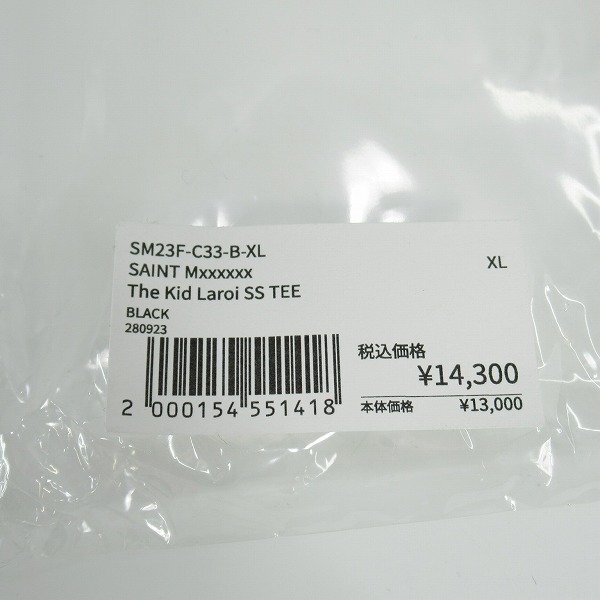 SM23F-C33-B-XL
SAINT Mxxxxxx
XL
The Kid Laroi SS TEE
BLACK
280923
税込価格
¥14,300
2 000154 551418
本体価格 ¥13,000